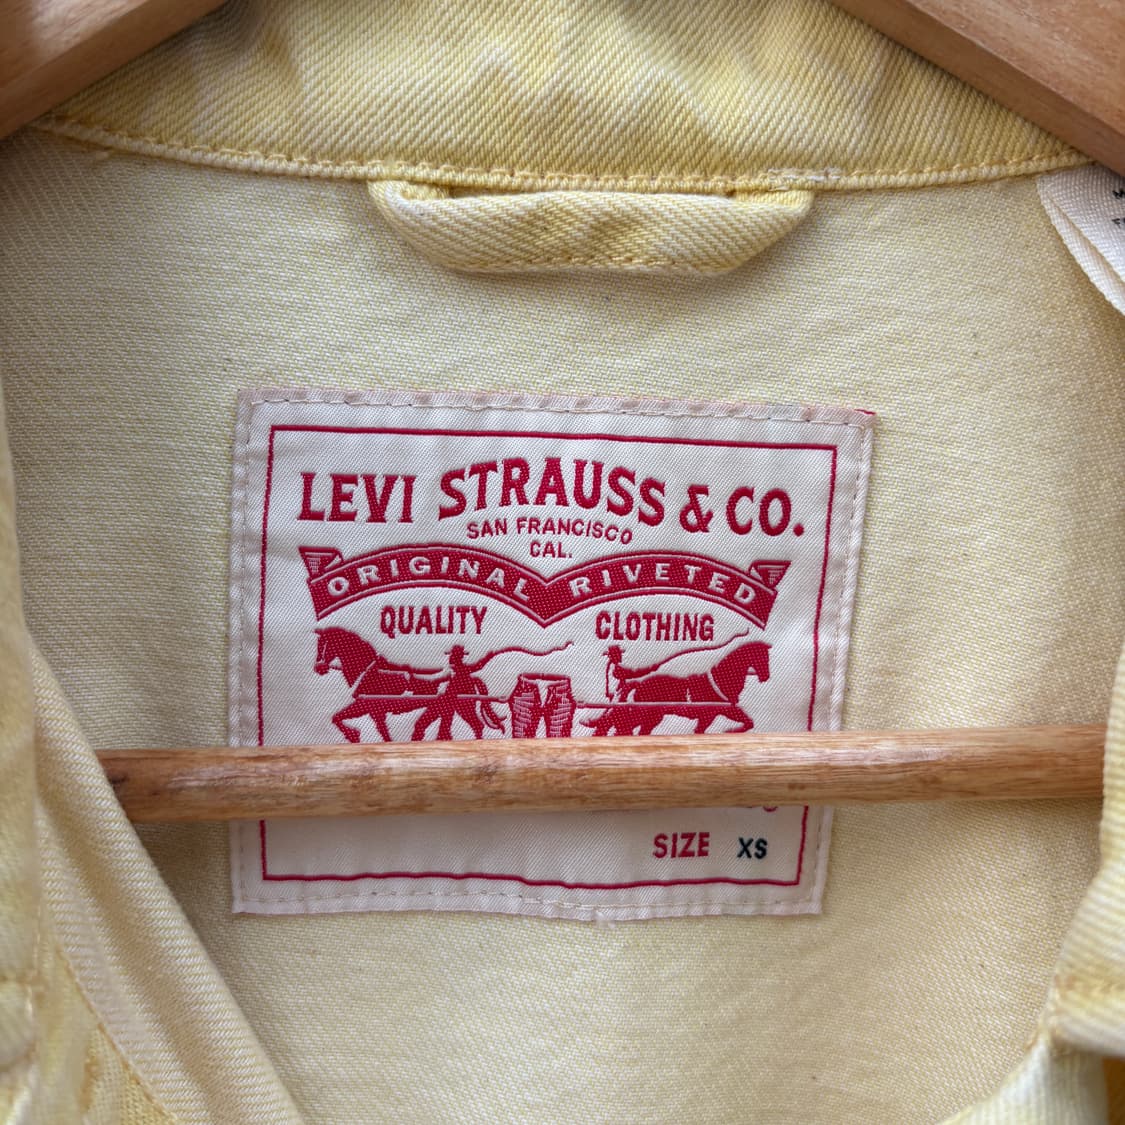 LEVI STRAUSS & CO.
SAN FRANCISCO
CAL.
ORIGINAL RIVETED
QUALITY CLOTHING
SIZE XS